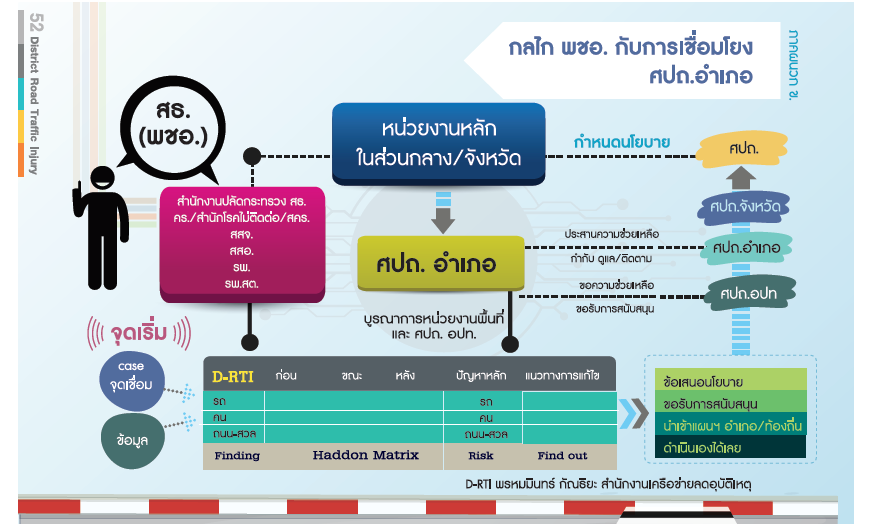 52 District Road Traffic Injury
กลไก พชอ. กับการเชื่อมโยง
ศปถ.อำเภอ
ภาคผนวก ข.
สธ.
(พชอ.)
หน่วยงานหลัก
ในส่วนกลาง/จังหวัด
กำหนดนโยบาย
ศปถ.
สำนักงานปลัดกระทรวง สธ.
คร./สำนักโรคไม่ติดต่อ/สคร.
สสจ.
สสอ.
รพ.
รพ.สต.
ศปถ.จังหวัด
ศปถ. อำเภอ
ประสานความช่วยเหลือ
กำกับ ดูแล/ติดตาม
ศปถ.อำเภอ
ขอความช่วยเหลือ
ขอรับการสนับสนุน
ศปถ.อปท
บูรณาการหน่วยงานพื้นที่
และ ศปถ. อปท.
จุดเริ่ม
case
จุดเชื่อม
ข้อมูล
D-RTI ก่อน ขณะ หลัง ปัญหาหลัก แนวทางการแก้ไข
รถ รถ
คน คน
ถนน-สวล ถนน-สวล
Finding Haddon Matrix Risk Find out
ข้อเสนอนโยบาย
ขอรับการสนับสนุน
นำเข้าแผนฯ อำเภอ/ท้องถิ่น
ดำเนินเองได้เลย
D-RTI พรหมมินทร์ กัณธิยะ สำนักงานเครือข่ายลดอุบัติเหตุ